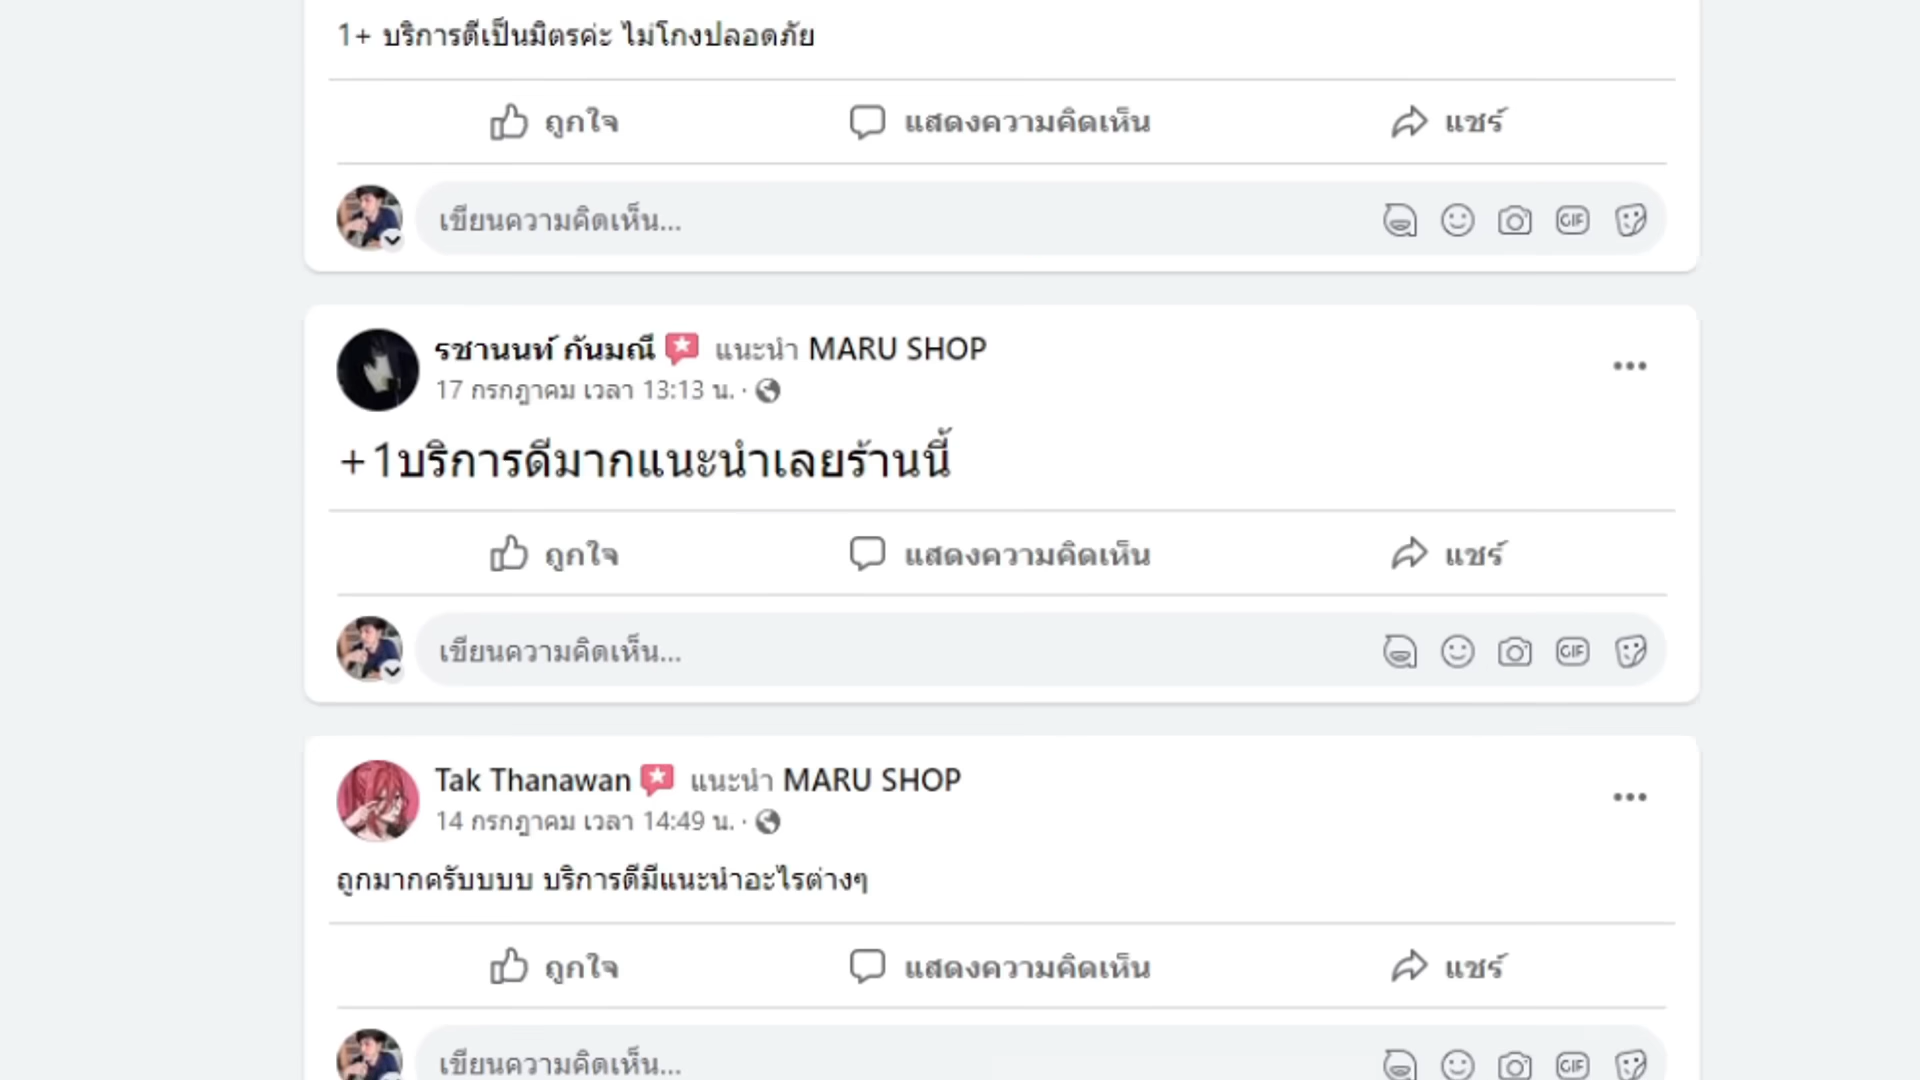 1+ บริการดีเป็นมิตรค่ะ ไม่โกงปลอดภัย
ถูกใจ แสดงความคิดเห็น แชร์
เขียนความคิดเห็น... GIF
รชานนท์ กันมณี แนะนำ MARU SHOP
17 กรกฎาคม เวลา 13:13 น. ·
+1บริการดีมากแนะนำเลยร้านนี้
ถูกใจ แสดงความคิดเห็น แชร์
เขียนความคิดเห็น... GIF
Tak Thanawan แนะนำ MARU SHOP
14 กรกฎาคม เวลา 14:49 น. ·
ถูกมากครับบบบ บริการดีมีแนะนำอะไรต่างๆ
ถูกใจ แสดงความคิดเห็น แชร์
เขียนความคิดเห็น... GIF